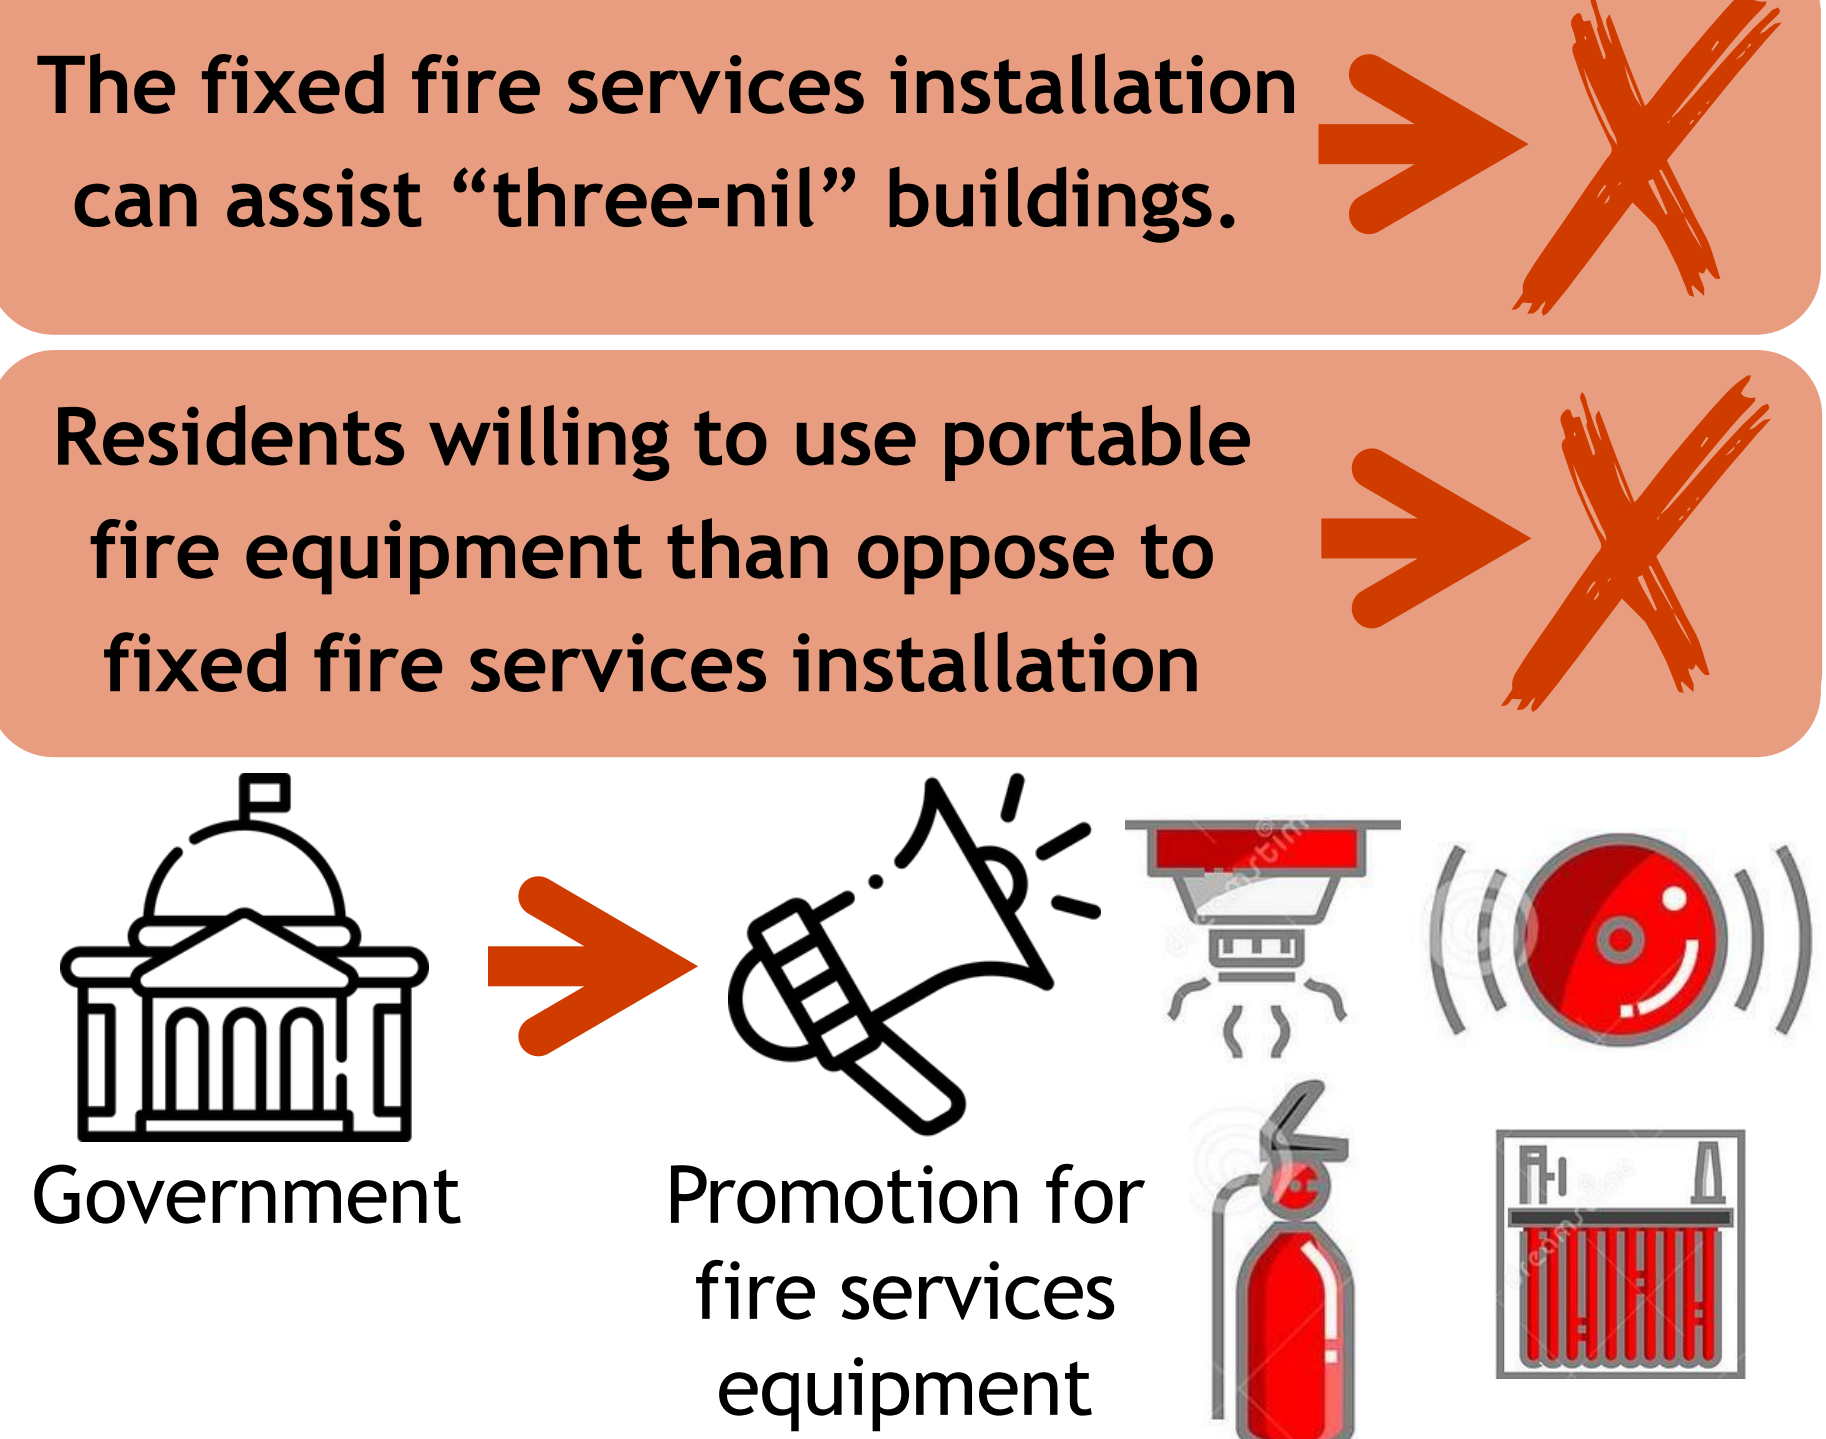 The fixed fire services installation
can assist “three-nil” buildings.
Residents willing to use portable
fire equipment than oppose to
fixed fire services installation
Government
Promotion for
fire services
equipment